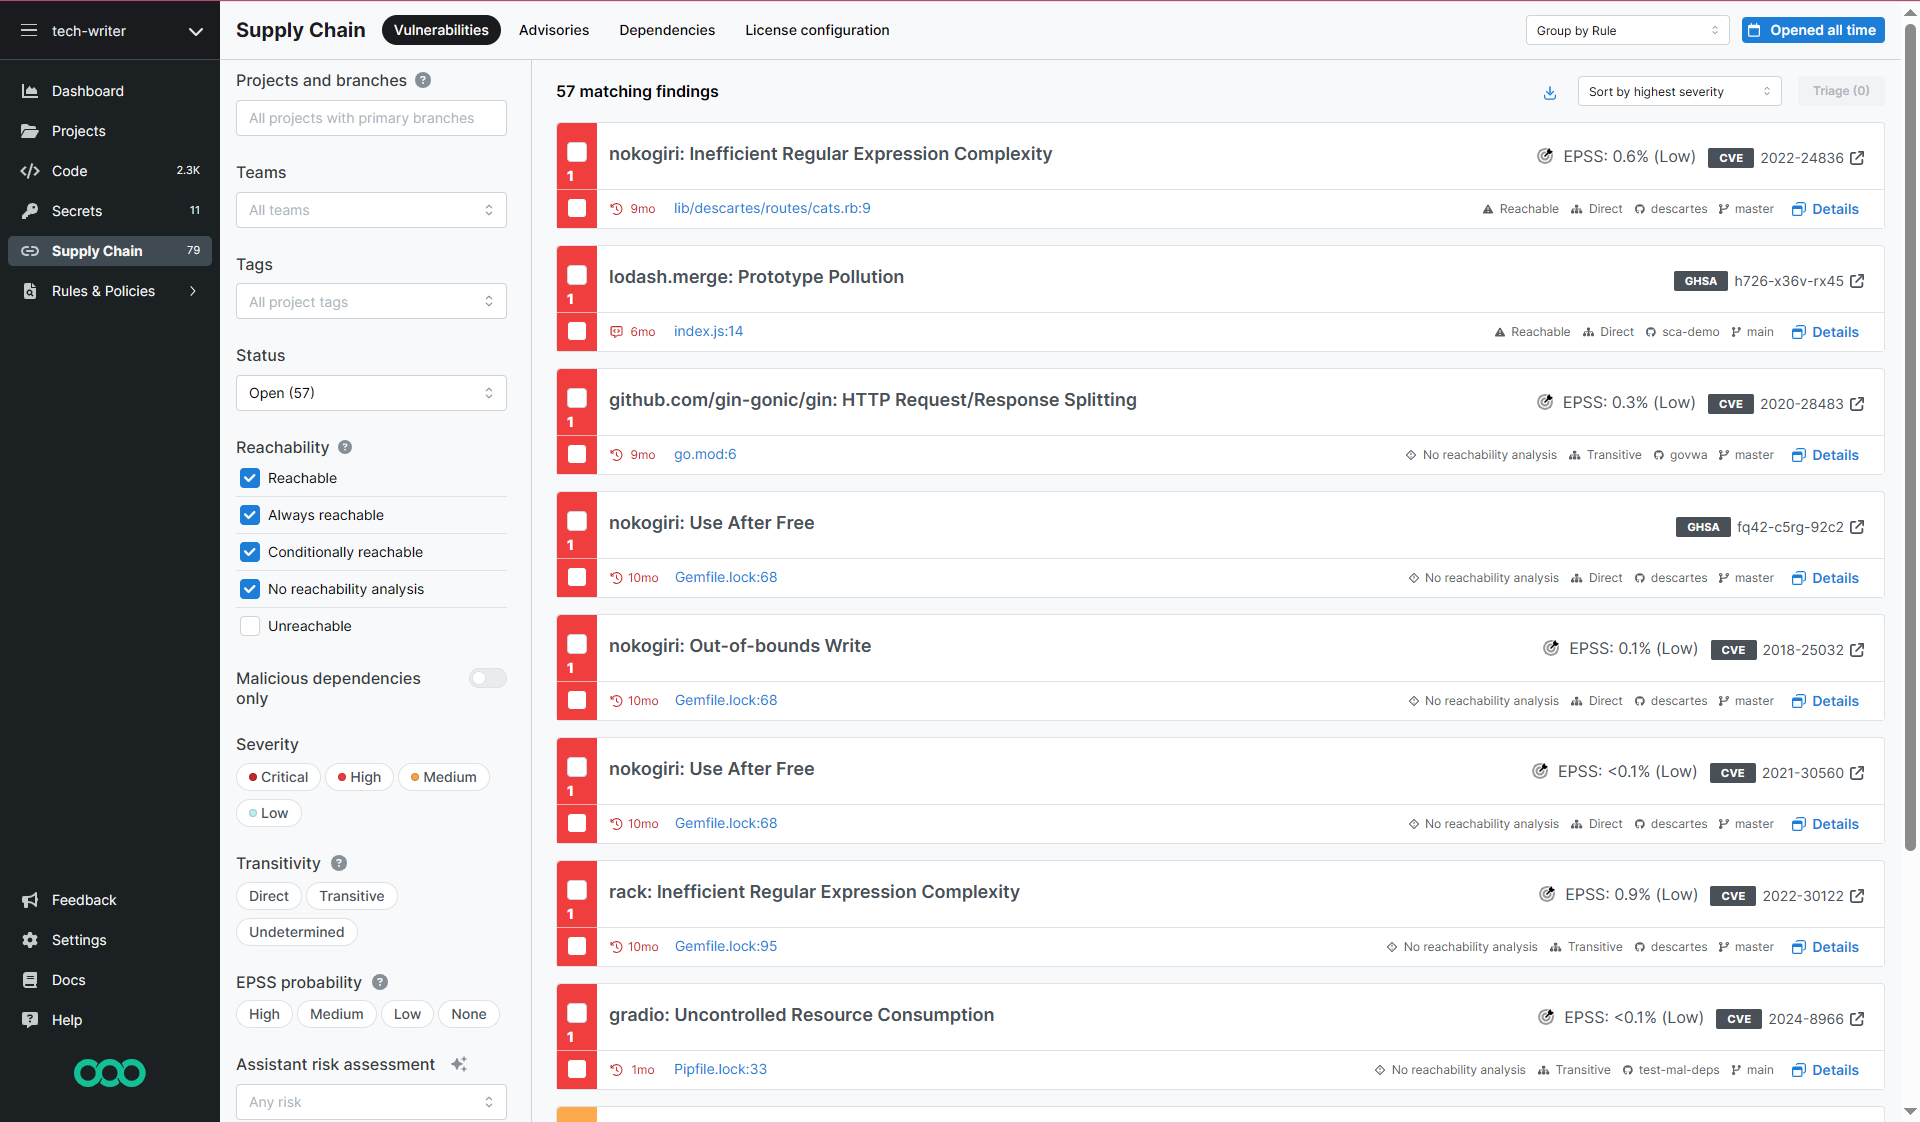 tech-writer
Dashboard
Projects
Code 2.3K
Secrets 11
Supply Chain 79
Rules & Policies
Feedback
Settings
Docs
Help
Supply Chain Vulnerabilities Advisories Dependencies License configuration
Group by Rule Opened all time
Projects and branches ?
All projects with primary branches
Teams
All teams
Tags
All project tags
Status
Open (57)
Reachability ?
Reachable
Always reachable
Conditionally reachable
No reachability analysis
Unreachable
Malicious dependencies
only
Severity
Critical High Medium
Low
Transitivity ?
Direct Transitive
Undetermined
EPSS probability ?
High Medium Low None
Assistant risk assessment
Any risk
57 matching findings
Sort by highest severity Triage (0)
nokogiri: Inefficient Regular Expression Complexity EPSS: 0.6% (Low) CVE 2022-24836
1
9mo lib/descartes/routes/cats.rb:9 Reachable Direct descartes master Details
lodash.merge: Prototype Pollution GHSA h726-x36v-rx45
1
6mo index.js:14 Reachable Direct sca-demo main Details
github.com/gin-gonic/gin: HTTP Request/Response Splitting EPSS: 0.3% (Low) CVE 2020-28483
1
9mo go.mod:6 No reachability analysis Transitive govwa master Details
nokogiri: Use After Free GHSA fq42-c5rg-92c2
1
10mo Gemfile.lock:68 No reachability analysis Direct descartes master Details
nokogiri: Out-of-bounds Write EPSS: 0.1% (Low) CVE 2018-25032
1
10mo Gemfile.lock:68 No reachability analysis Direct descartes master Details
nokogiri: Use After Free EPSS: <0.1% (Low) CVE 2021-30560
1
10mo Gemfile.lock:68 No reachability analysis Direct descartes master Details
rack: Inefficient Regular Expression Complexity EPSS: 0.9% (Low) CVE 2022-30122
1
10mo Gemfile.lock:95 No reachability analysis Transitive descartes master Details
gradio: Uncontrolled Resource Consumption EPSS: <0.1% (Low) CVE 2024-8966
1
1mo Pipfile.lock:33 No reachability analysis Transitive test-mal-deps main Details